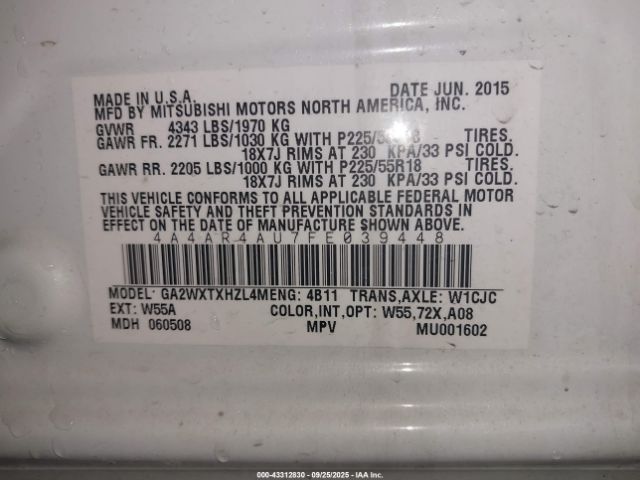 MADE IN U.S.A. DATE JUN. 2015
MFD BY MITSUBISHI MOTORS NORTH AMERICA, INC.
GVWR 4343 LBS/1970 KG
GAWR FR. 2271 LBS/1030 KG WITH TIRES,
18X7J RIMS AT 230 KPA/33 PSI COLD.
GAWR RR. 2205 LBS/1000 KG WITH P225/55R18 TIRES,
18X7J RIMS AT 230 KPA/33 PSI COLD.
THIS VEHICLE CONFORMS TO ALL APPLICABLE FEDERAL MOTOR
VEHICLE SAFETY AND THEFT PREVENTION STANDARDS IN
EFFECT ON THE DATE OF MANUFACTURE SHOWN ABOVE.
4A4AR4AU7FE039448
MODEL: GA2WXTXHZL4MENG: 4B11 TRANS,AXLE: W1CJC
EXT: W55A COLOR,INT,OPT: W55,72X,A08
MDH 060508 MPV MU001602
000-43312830 - 09/25/2025 - IAA Inc.